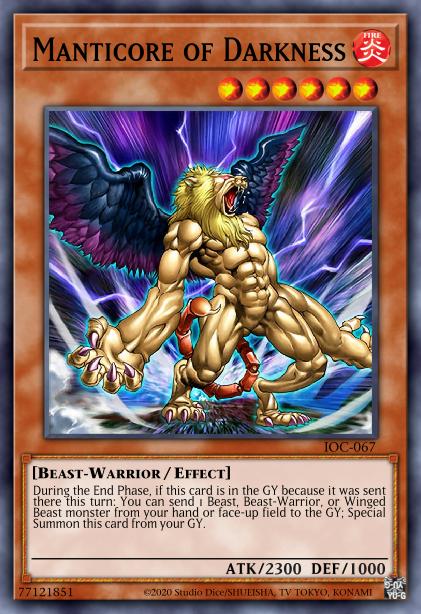 MANTICORE OF DARKNESS
FIRE
炎
IOC-067
[BEAST-WARRIOR / EFFECT]
During the End Phase, if this card is in the GY because it was sent
there this turn: You can send 1 Beast, Beast-Warrior, or Winged
Beast monster from your hand or face-up field to the GY; Special
Summon this card from your GY.
ATK/2300 DEF/1000
77121851 ©2020 Studio Dice/SHUEISHA, TV TOKYO, KONAMI